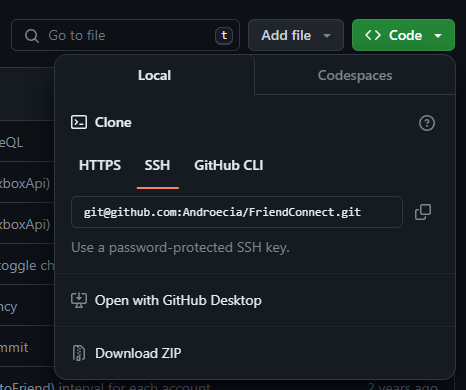 Go to file t Add file <> Code
Local Codespaces
Clone
eQL
HTTPS SSH GitHub CLI
xboxApi)
git@github.com:Androecia/FriendConnect.git
xboxApi)
Use a password-protected SSH key.
toggle ch
ncy
Open with GitHub Desktop
mmit
Download ZIP
toFriend) interval for each account 2 years ago